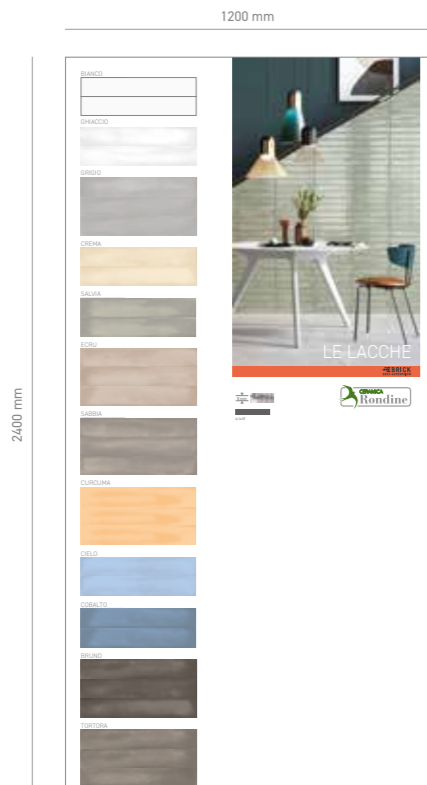 1200 mm
2400 mm
BIANCO
GHIACCIO
GRIGIO
CREMA
SALVIA
ECRU
SABBIA
CURCUMA
CIELO
COBALTO
BRUNO
TORTORA
LE LACCHE
BRICK
CERAMICA
Rondine